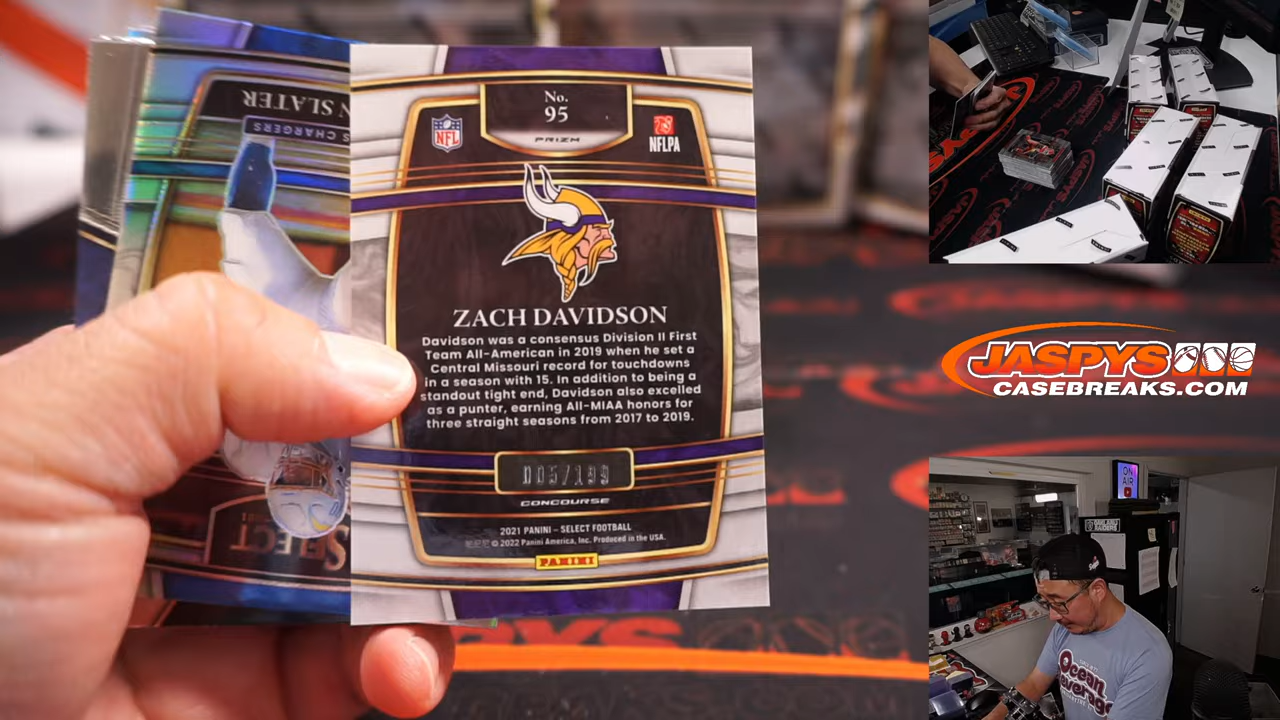 No.
95
PRIZM
NFL
NFLPA
ZACH DAVIDSON
Davidson was a consensus Division II First
Team All-American in 2019 when he set a
Central Missouri record for touchdowns
in a season with 15. In addition to being a
standout tight end, Davidson also excelled
as a punter, earning All-MIAA honors for
three straight seasons from 2017 to 2019.
005/199
CONCOURSE
2021 PANINI – SELECT FOOTBALL
© 2022 Panini America, Inc. Produced in the USA.
PANINI
N SLATER
S CHARGERS
SELECT
JASPYS
CASEBREAKS.COM
ON
AIR
Ocean